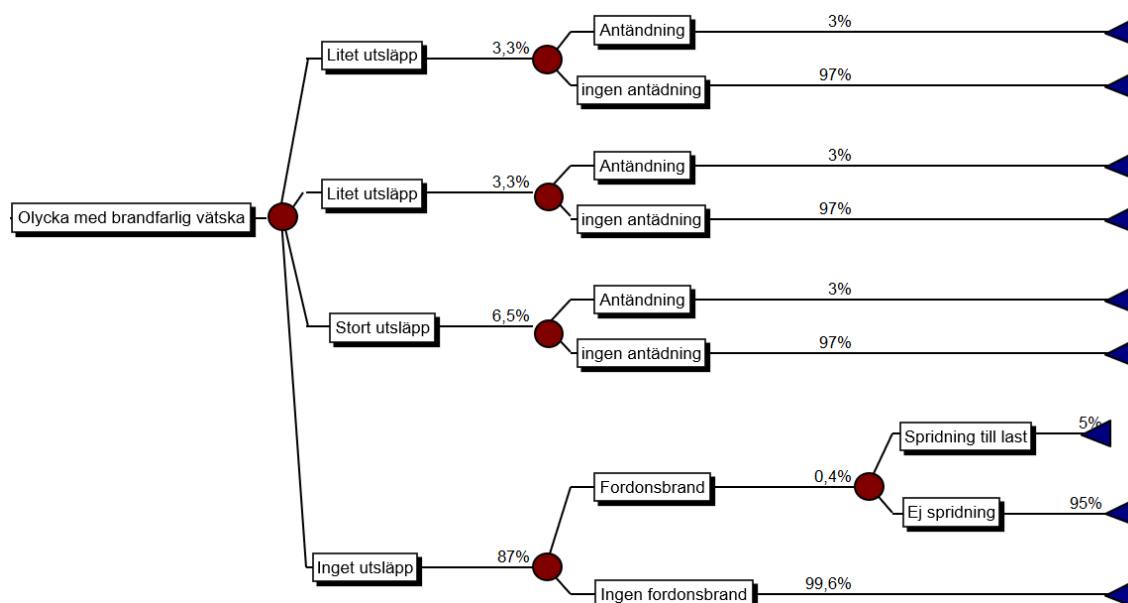 Antändning 3%
Litet utsläpp 3,3%
ingen antädning 97%
Antändning 3%
Litet utsläpp 3,3%
Olycka med brandfarlig vätska
ingen antädning 97%
Antändning 3%
Stort utsläpp 6,5%
ingen antädning 97%
Spridning till last 5%
Fordonsbrand 0,4%
Ej spridning 95%
Inget utsläpp 87%
Ingen fordonsbrand 99,6%